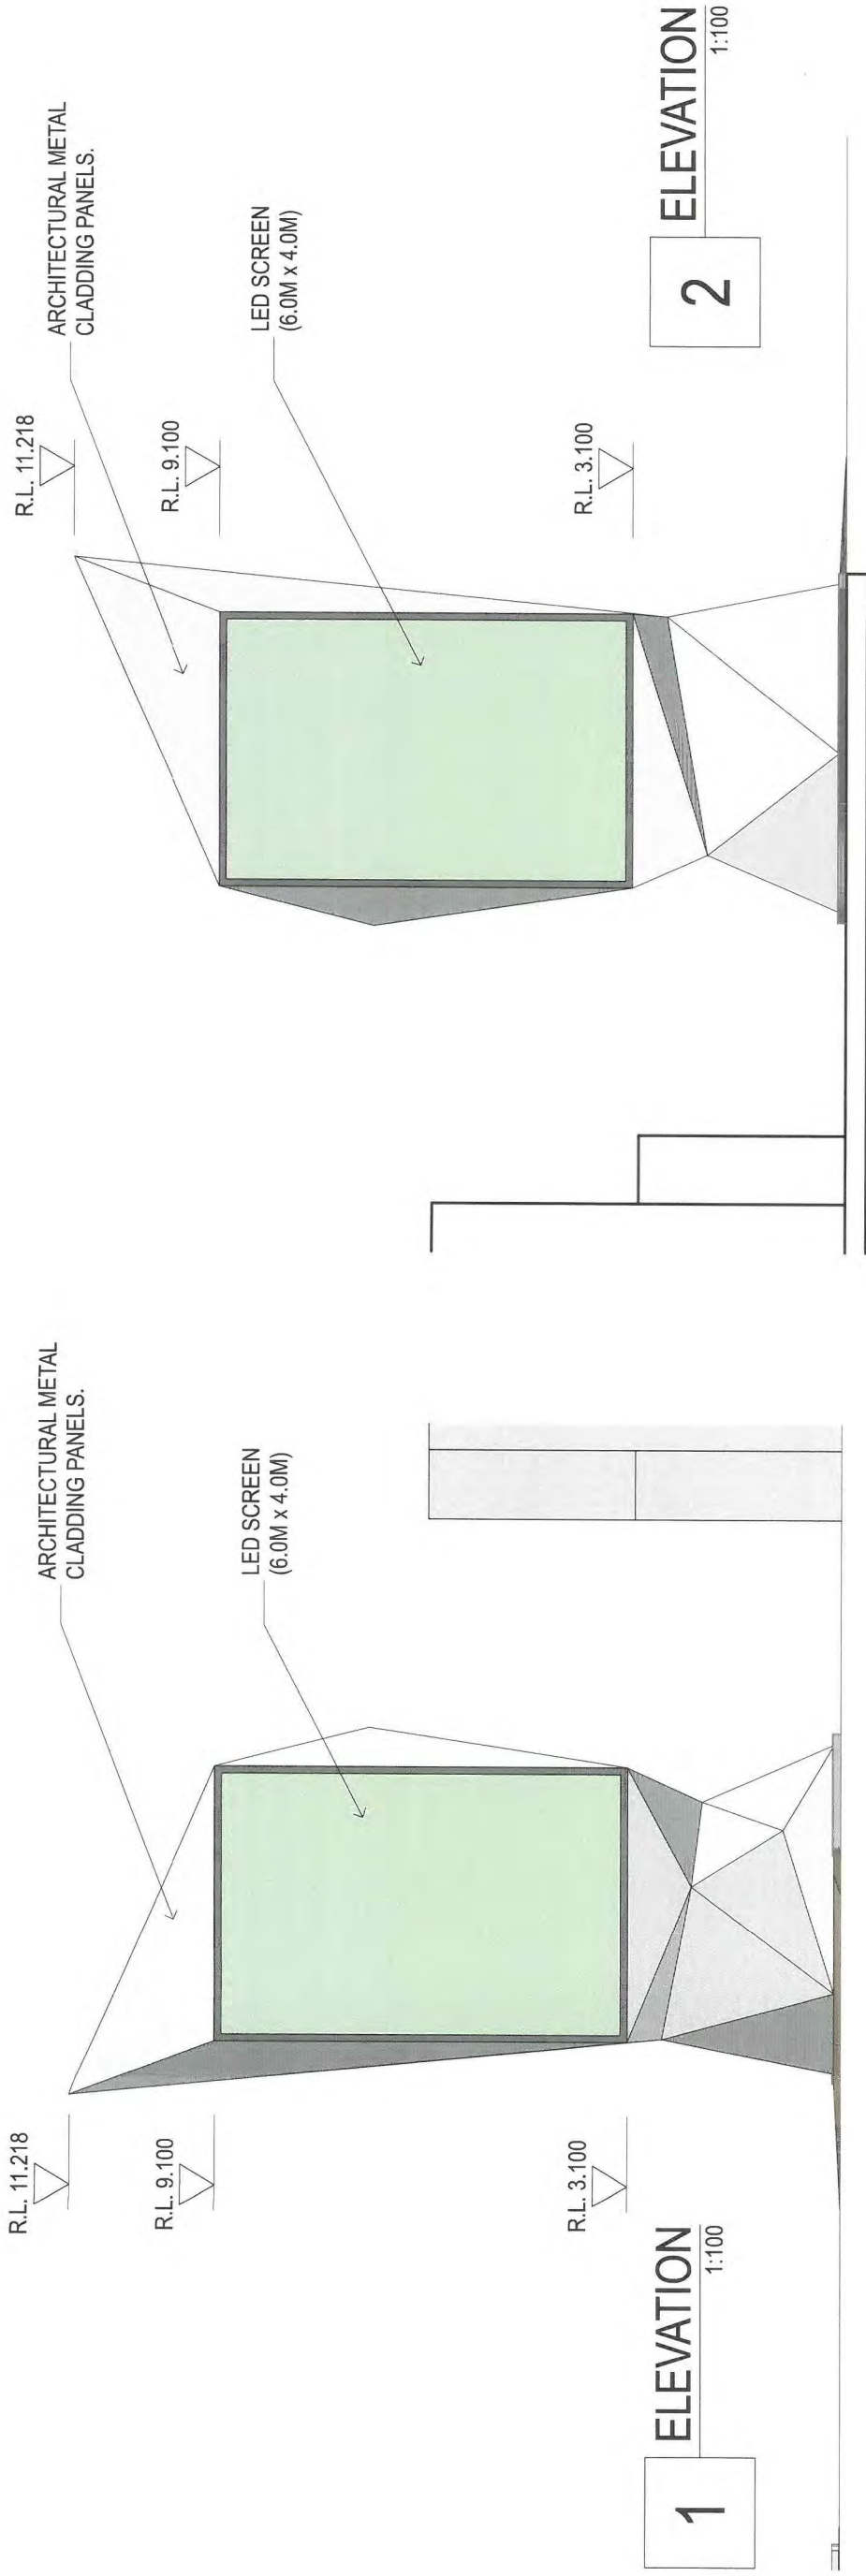 R.L. 11.218
R.L. 9.100
R.L. 3.100
ARCHITECTURAL METAL
CLADDING PANELS.
LED SCREEN
(6.0M x 4.0M)
1
ELEVATION
1:100
R.L. 11.218
R.L. 9.100
R.L. 3.100
ARCHITECTURAL METAL
CLADDING PANELS.
LED SCREEN
(6.0M x 4.0M)
2
ELEVATION
1:100